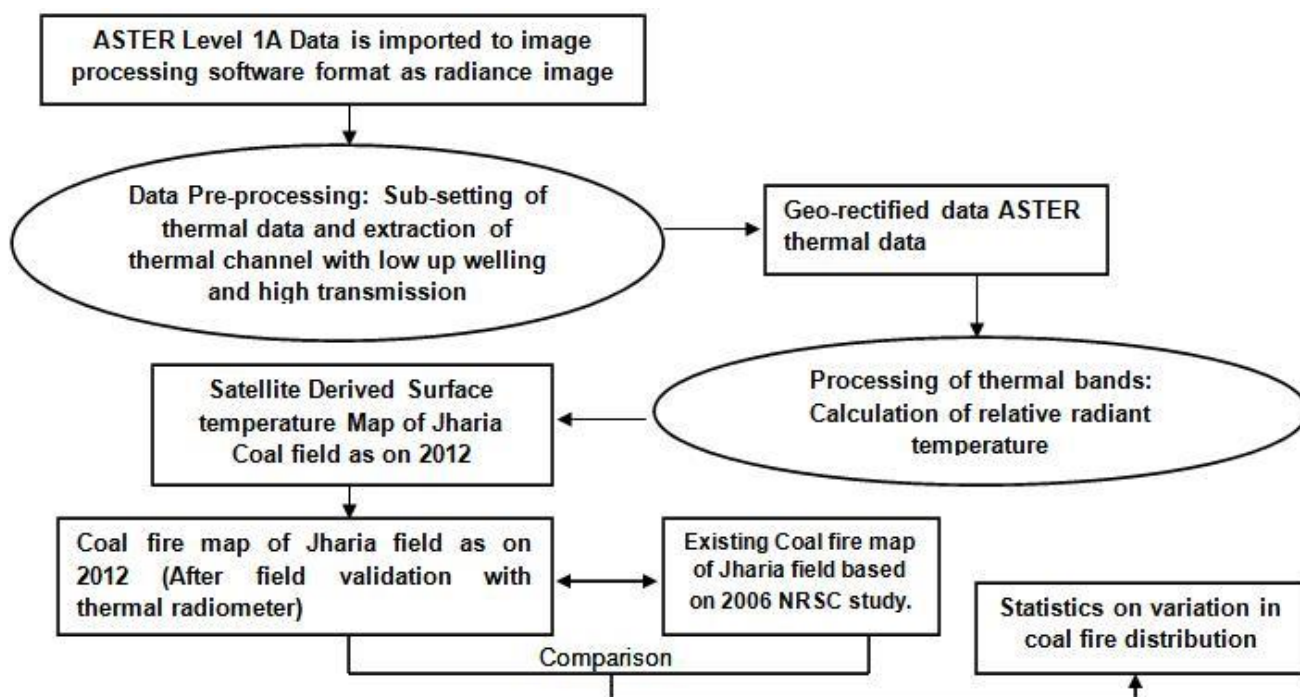 ASTER Level 1A Data is imported to image
processing software format as radiance image
Data Pre-processing: Sub-setting of
thermal data and extraction of
thermal channel with low up welling
and high transmission
Geo-rectified data ASTER
thermal data
Processing of thermal bands:
Calculation of relative radiant
temperature
Satellite Derived Surface
temperature Map of Jharia
Coal field as on 2012
Coal fire map of Jharia field as on
2012 (After field validation with
thermal radiometer)
Existing Coal fire map
of Jharia field based
on 2006 NRSC study.
Statistics on variation in
coal fire distribution
Comparison